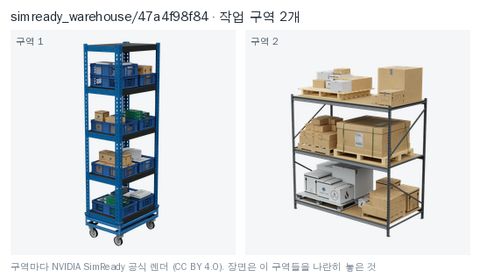 simready_warehouse/47a4f98f84 · 작업 구역 2개
구역 1
구역 2
구역마다 NVIDIA SimReady 공식 렌더 (CC BY 4.0). 장면은 이 구역들을 나란히 놓은 것